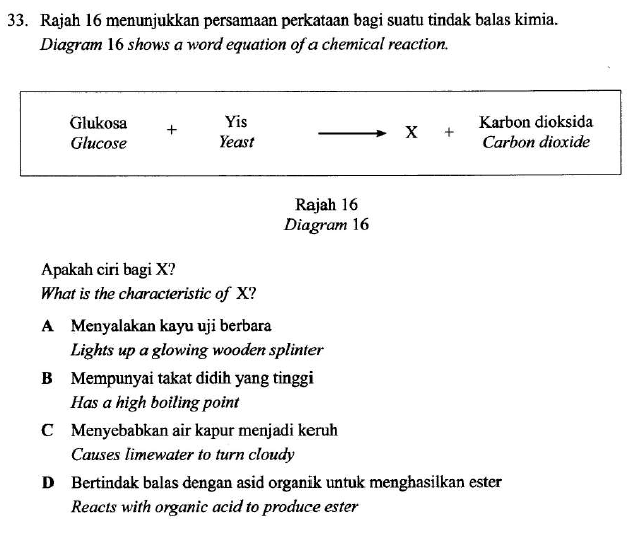 33. Rajah 16 menunjukkan persamaan perkataan bagi suatu tindak balas kimia.
Diagram 16 shows a word equation of a chemical reaction.
Glukosa + Yis → X + Karbon dioksida
Glucose Yeast Carbon dioxide
Rajah 16
Diagram 16
Apakah ciri bagi X?
What is the characteristic of X?
A Menyalakan kayu uji berbara
Lights up a glowing wooden splinter
B Mempunyai takat didih yang tinggi
Has a high boiling point
C Menyebabkan air kapur menjadi keruh
Causes limewater to turn cloudy
D Bertindak balas dengan asid organik untuk menghasilkan ester
Reacts with organic acid to produce ester